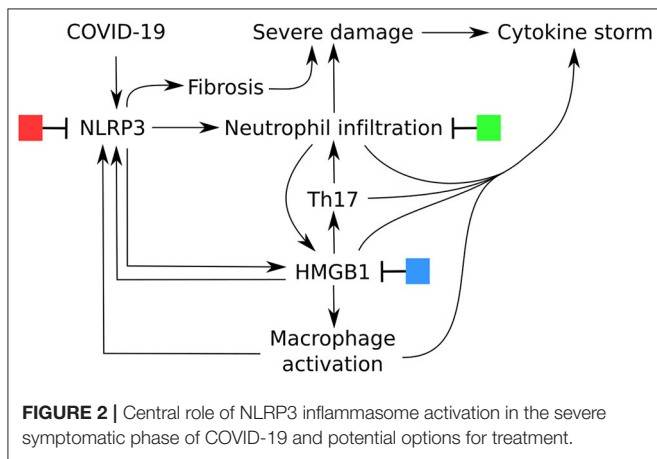 COVID-19 Severe damage Cytokine storm
Fibrosis
NLRP3 Neutrophil infiltration
Th17
HMGB1
Macrophage
activation
FIGURE 2 | Central role of NLRP3 inflammasome activation in the severe
symptomatic phase of COVID-19 and potential options for treatment.